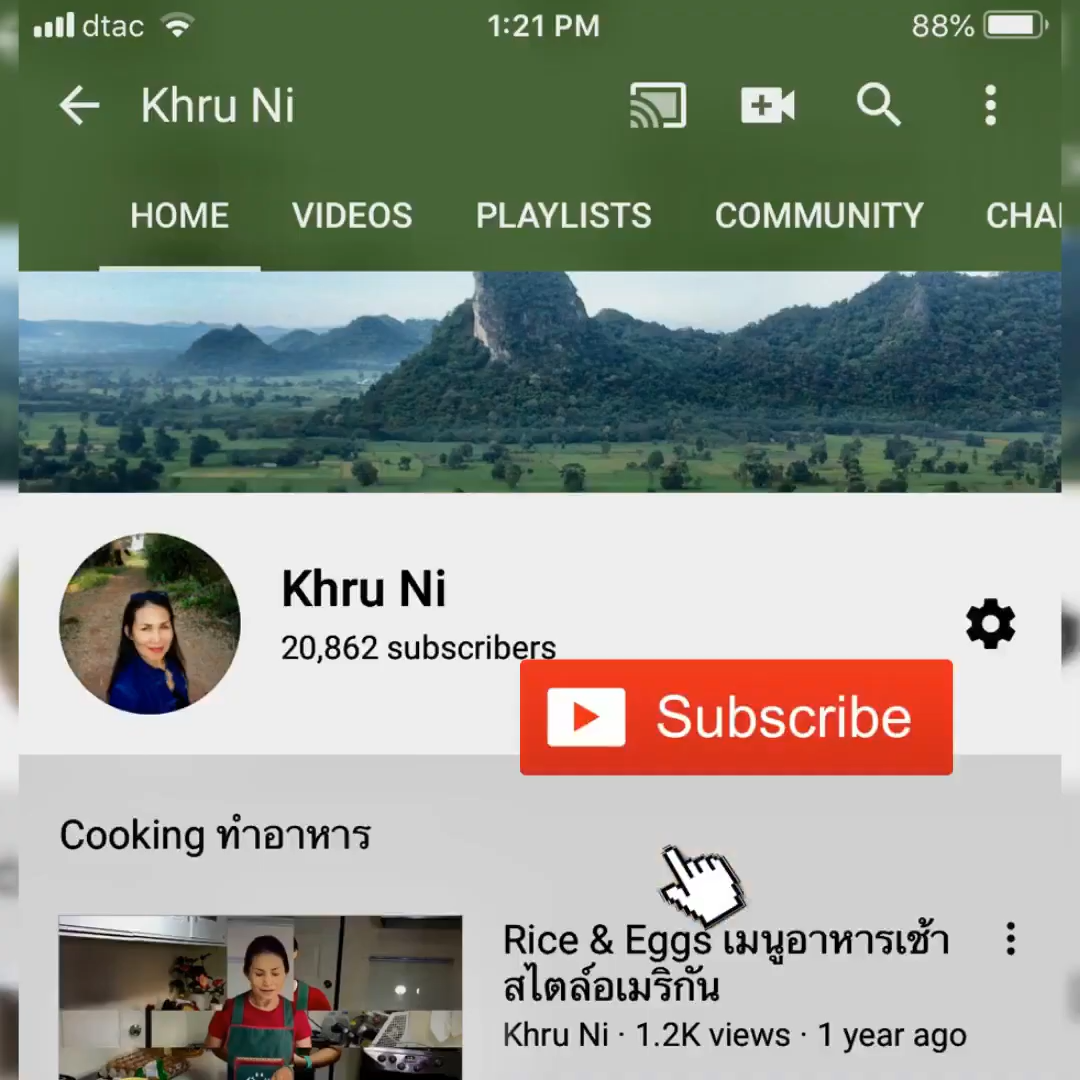 dtac 1:21 PM 88%
Khru Ni
HOME VIDEOS PLAYLISTS COMMUNITY CHA
Khru Ni
20,862 subscribers
Subscribe
Cooking ทำอาหาร
Rice & Eggs เมนูอาหารเช้า
สไตล์อเมริกัน
Khru Ni · 1.2K views · 1 year ago